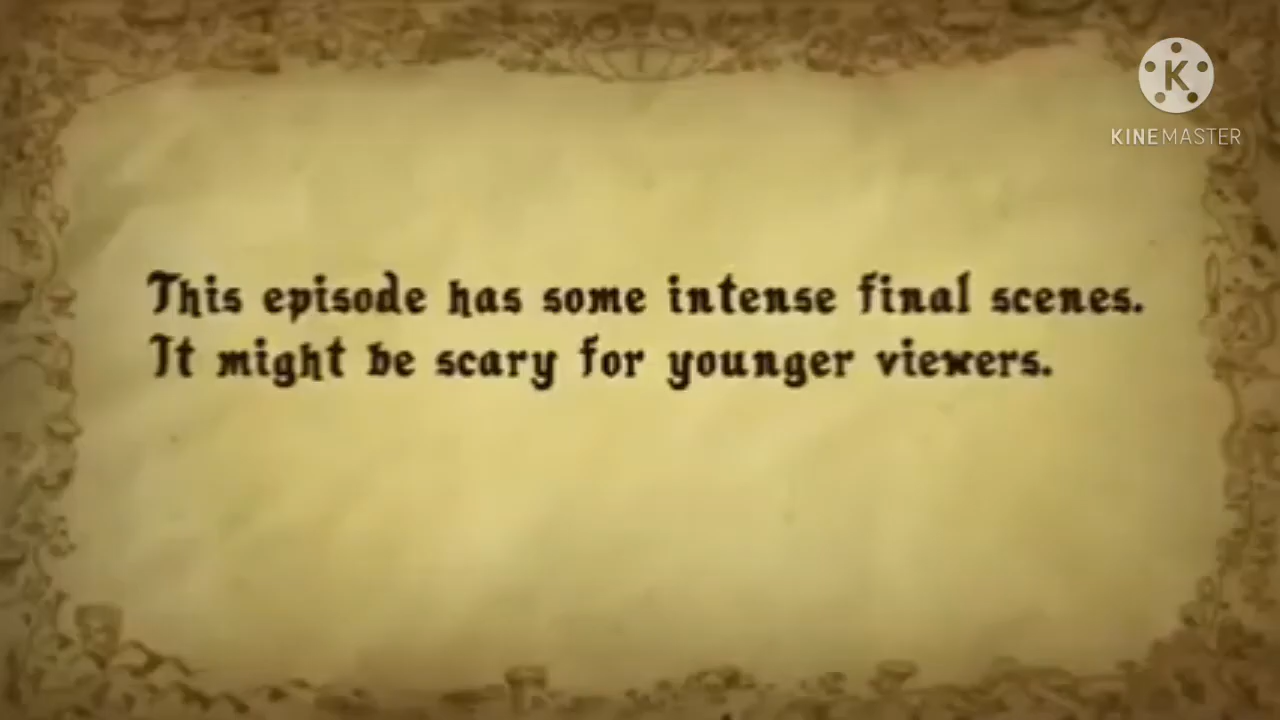 KINEMASTER
This episode has some intense final scenes.
It might be scary for younger viewers.